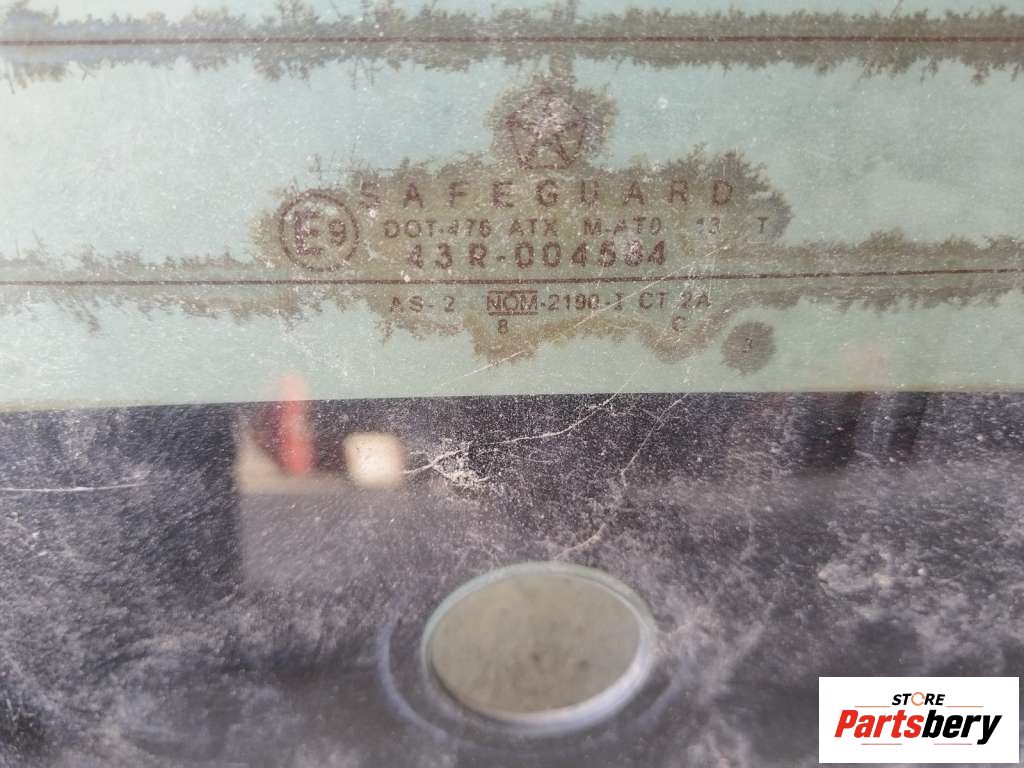 SAFEGUARD
E9
DOT-476 ATX M-AT0 13 T
43R-004584
AS-2 NOM-2190-I CT 2A
8 C
3
STORE
Partsbery